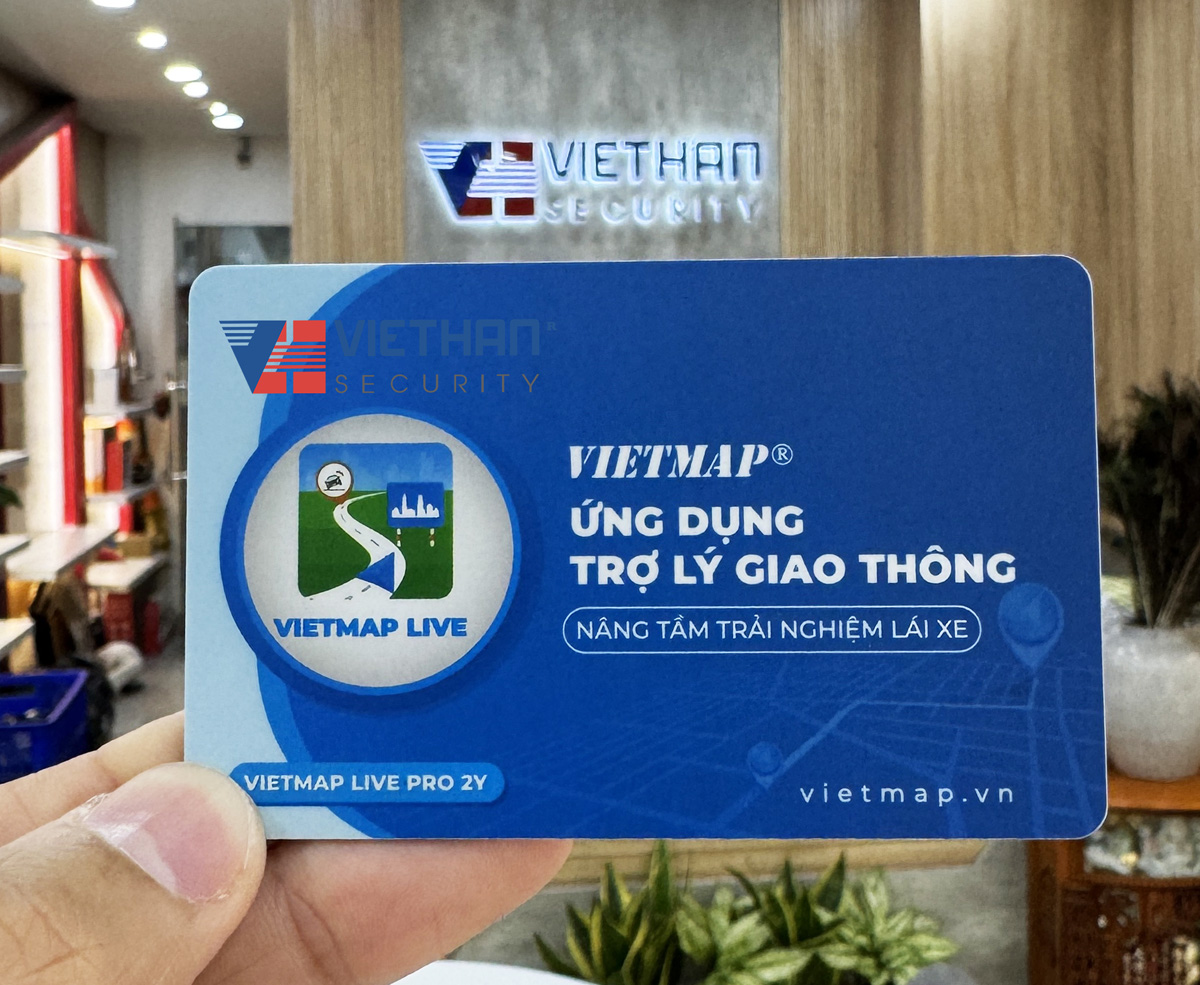 VIETHAN
SECURITY
VIETHAN®
SECURITY
VIETMAP®
ỨNG DỤNG
TRỢ LÝ GIAO THÔNG
NÂNG TẦM TRẢI NGHIỆM LÁI XE
VIETMAP LIVE
VIETMAP LIVE PRO 2Y
vietmap.vn